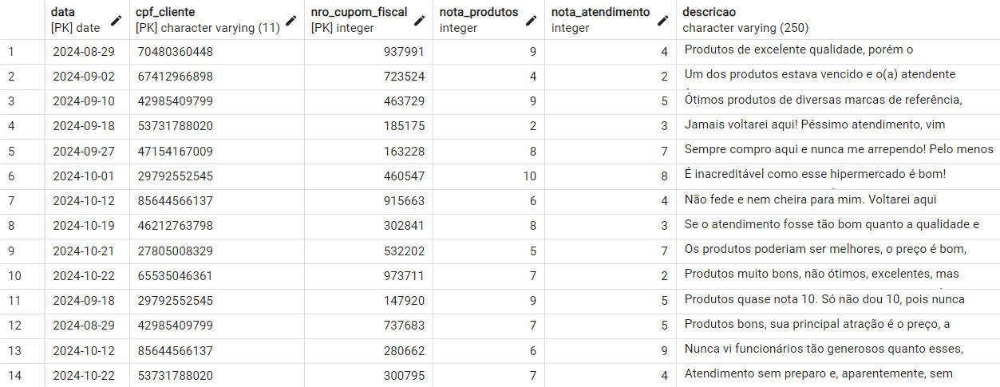 data cpf_cliente nro_cupom_fiscal nota_produtos nota_atendimento descricao
[PK] date [PK] character varying (11) [PK] integer integer integer character varying (250)
1 2024-08-29 70480360448 937991 9 4 Produtos de excelente qualidade, porém o
2 2024-09-02 67412966898 723524 4 2 Um dos produtos estava vencido e o(a) atendente
3 2024-09-10 42985409799 463729 9 5 Ótimos produtos de diversas marcas de referência,
4 2024-09-18 53731788020 185175 2 3 Jamais voltarei aqui! Péssimo atendimento, vim
5 2024-09-27 47154167009 163228 8 7 Sempre compro aqui e nunca me arrependo! Pelo menos
6 2024-10-01 29792552545 460547 10 8 É inacreditável como esse hipermercado é bom!
7 2024-10-12 85644566137 915663 6 4 Não fede e nem cheira para mim. Voltarei aqui
8 2024-10-19 46212763798 302841 8 3 Se o atendimento fosse tão bom quanto a qualidade e
9 2024-10-21 27805008329 532202 5 7 Os produtos poderiam ser melhores, o preço é bom,
10 2024-10-22 65535046361 973711 7 2 Produtos muito bons, não ótimos, excelentes, mas
11 2024-09-18 29792552545 147920 9 5 Produtos quase nota 10. Só não dou 10, pois nunca
12 2024-08-29 42985409799 737683 7 5 Produtos bons, sua principal atração é o preço, a
13 2024-10-12 85644566137 280662 6 9 Nunca vi funcionários tão generosos quanto esses,
14 2024-10-22 53731788020 300795 7 4 Atendimento sem preparo e, aparentemente, sem